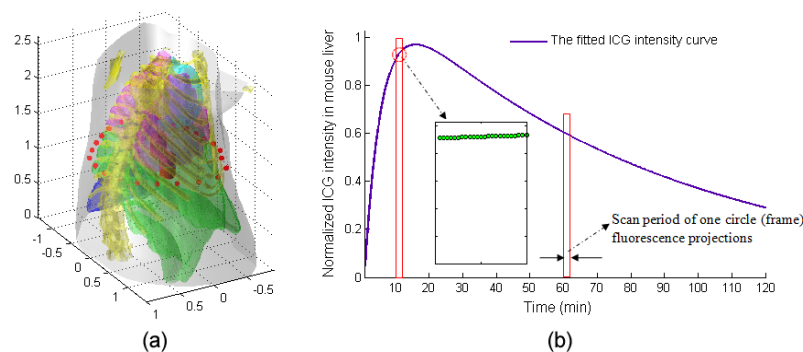 2.5
2
1.5
1
0.5
0
-1
-0.5
0
0.5
1
1
0.5
0
-0.5
(a)
(b)
Normalized ICG intensity in mouse liver
1
0.8
0.6
0.4
0.2
0
The fitted ICG intensity curve
Scan period of one circle (frame)
fluorescence projections
10 20 30 40 50 60 70 80 90 100 110 120
Time (min)